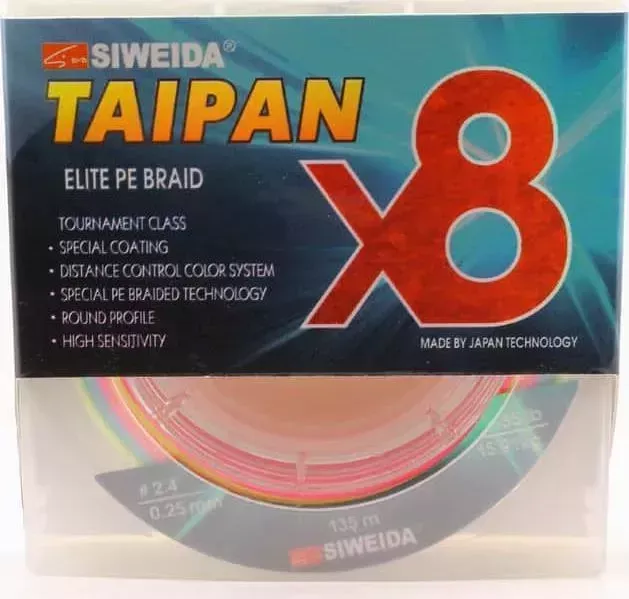 SIWEIDA®
TAIPAN
X8
ELITE PE BRAID
TOURNAMENT CLASS
• SPECIAL COATING
• DISTANCE CONTROL COLOR SYSTEM
• SPECIAL PE BRAIDED TECHNOLOGY
• ROUND PROFILE
• HIGH SENSITIVITY
MADE BY JAPAN TECHNOLOGY
# 2.4
0.25 mm
135 m
SIWEIDA